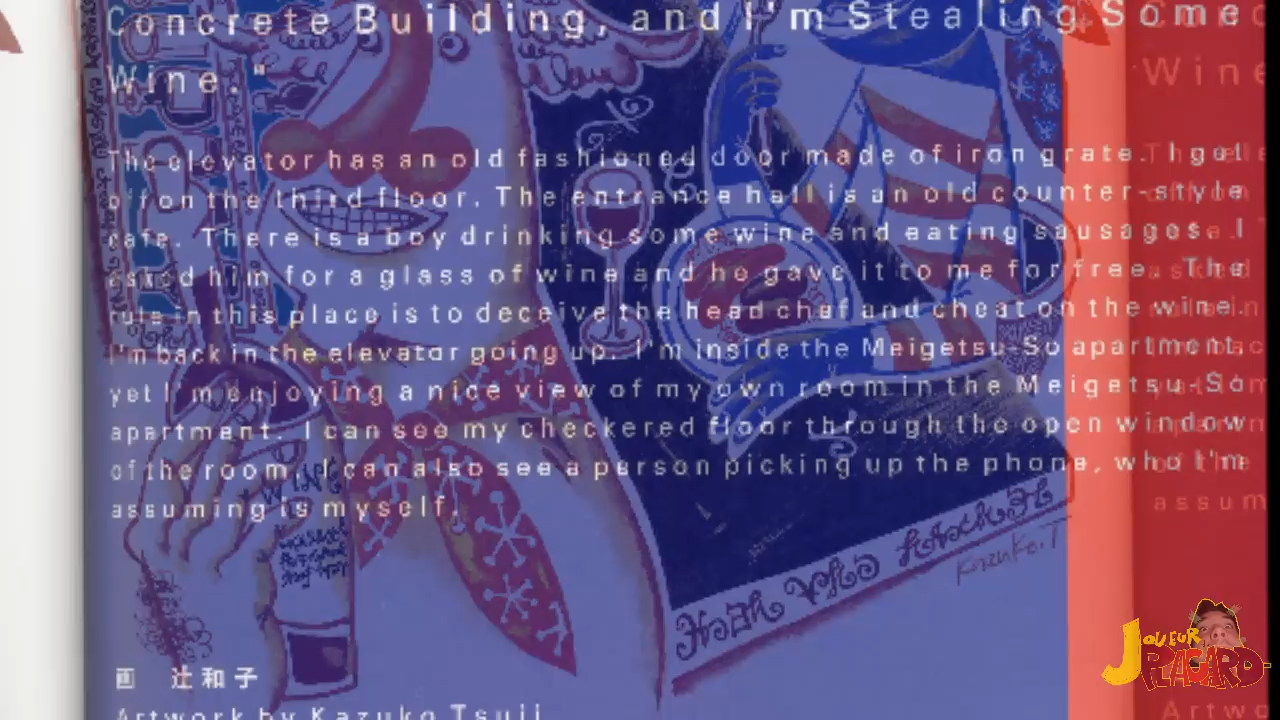 Concrete Building, and I'm Stealing Some
Wine."
The elevator has an old fashioned door made of iron grate. I get
off on the third floor. The entrance hall is an old counter-style
cafe. There is a boy drinking some wine and eating sausages. I
asked him for a glass of wine and he gave it to me for free. The
rule in this place is to deceive the head chef and cheat on the wine.
I'm back in the elevator going up. I'm inside the Meigetsu-So apartment,
yet I'm enjoying a nice view of my own room in the Meigetsu-So
apartment. I can see my checkered floor through the open window
of the room. I can also see a person picking up the phone, who I'm
assuming is myself.
Kazuko.T
画 辻和子
Artwork by Kazuko Tsuji
Joueur
Placard